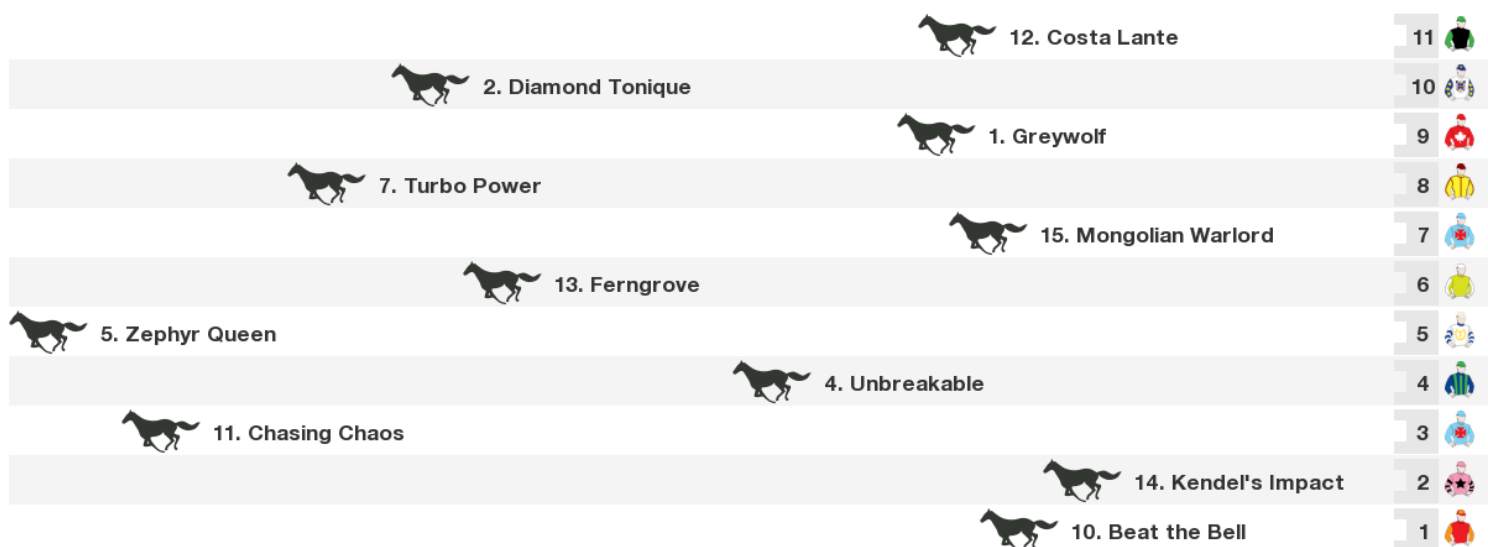 12. Costa Lante 11
2. Diamond Tonique 10
1. Greywolf 9
7. Turbo Power 8
15. Mongolian Warlord 7
13. Ferngrove 6
5. Zephyr Queen 5
4. Unbreakable 4
11. Chasing Chaos 3
14. Kendel's Impact 2
10. Beat the Bell 1